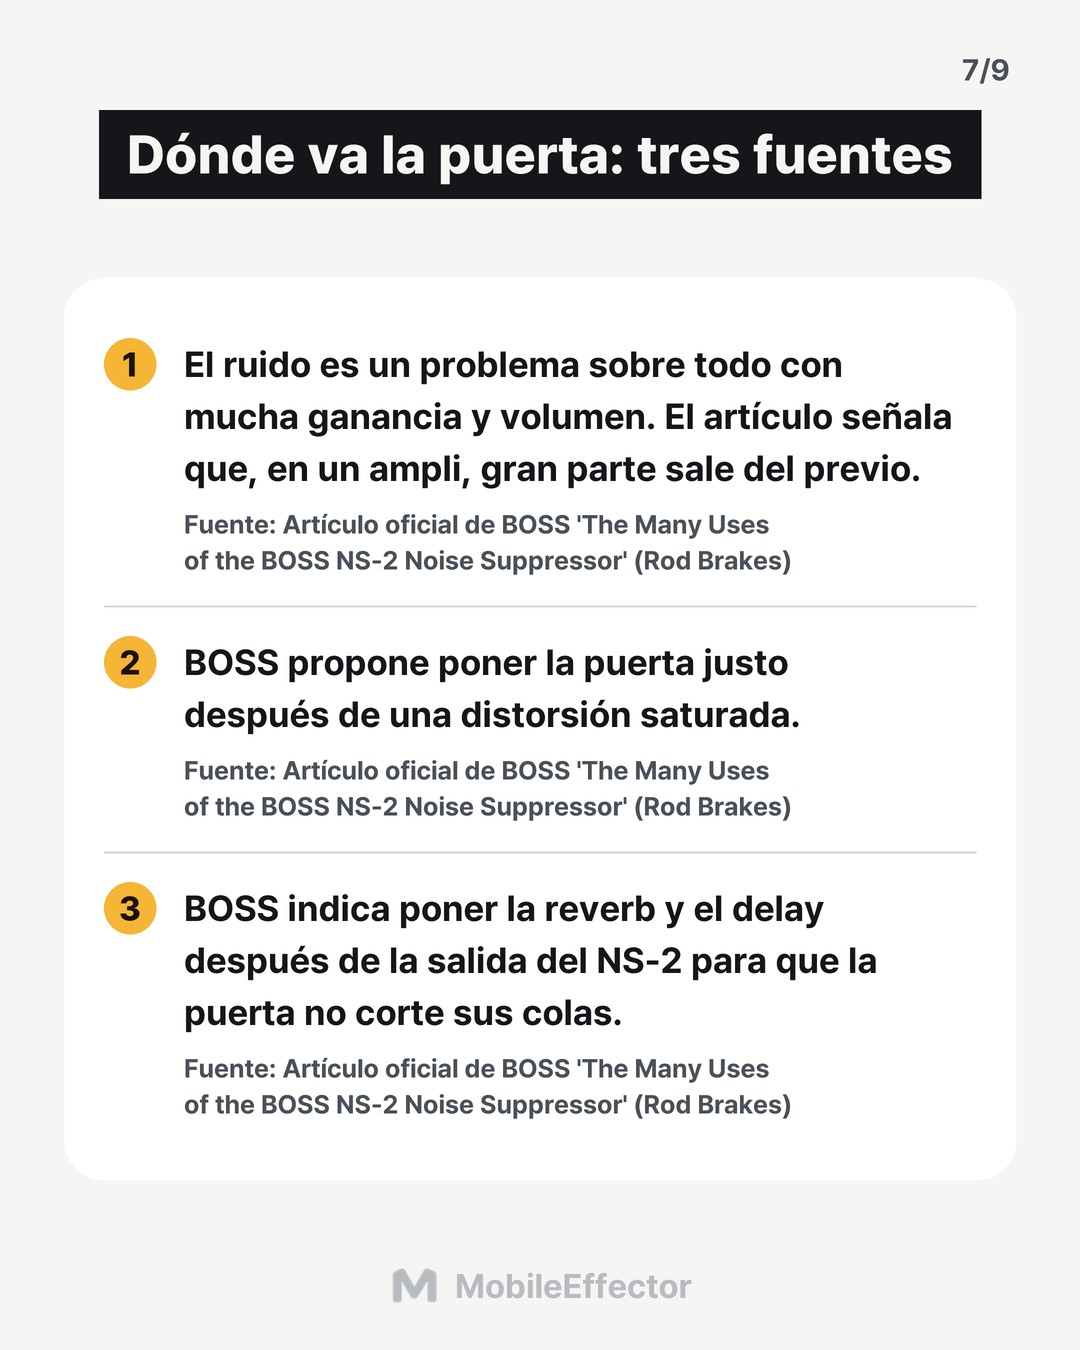 7/9
Dónde va la puerta: tres fuentes
1
El ruido es un problema sobre todo con
mucha ganancia y volumen. El artículo señala
que, en un ampli, gran parte sale del previo.
Fuente: Artículo oficial de BOSS 'The Many Uses
of the BOSS NS-2 Noise Suppressor' (Rod Brakes)
2
BOSS propone poner la puerta justo
después de una distorsión saturada.
Fuente: Artículo oficial de BOSS 'The Many Uses
of the BOSS NS-2 Noise Suppressor' (Rod Brakes)
3
BOSS indica poner la reverb y el delay
después de la salida del NS-2 para que la
puerta no corte sus colas.
Fuente: Artículo oficial de BOSS 'The Many Uses
of the BOSS NS-2 Noise Suppressor' (Rod Brakes)
MobileEffector